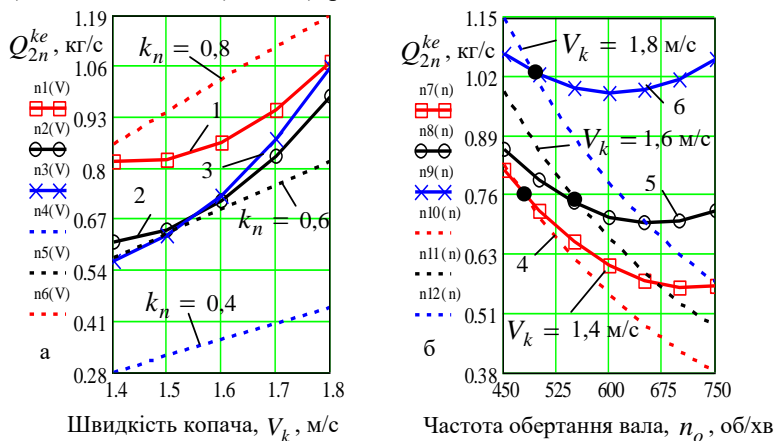 1.19
1.06
0.93
0.8
0.67
0.54
0.41
0.28
Q_{2n}^{ke}, кг/с
n1(V)
n2(V)
n3(V)
n4(V)
n5(V)
n6(V)
k_n = 0,8
1
3
2
k_n = 0,6
k_n = 0,4
а
1.4 1.5 1.6 1.7 1.8
Швидкість копача, V_k, м/с
1.15
1.02
0.89
0.76
0.63
0.51
0.38
Q_{2n}^{ke}, кг/с
n7(n)
n8(n)
n9(n)
n10(n)
n11(n)
n12(n)
V_k = 1,8 м/с
6
V_k = 1,6 м/с
5
4
V_k = 1,4 м/с
б
450 525 600 675 750
Частота обертання вала, n_o, об/хв